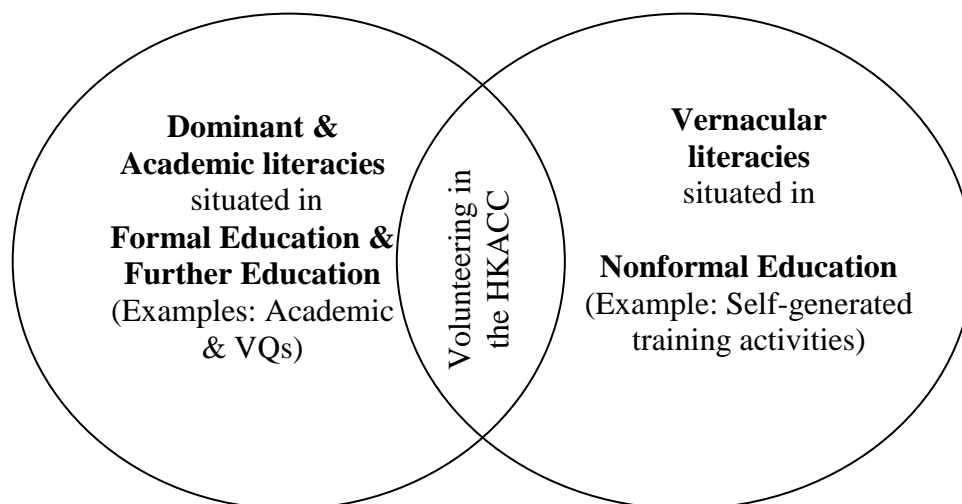 Dominant &
Academic literacies
situated in
Formal Education &
Further Education
(Examples: Academic
& VQs)
Volunteering in
the HKACC
Vernacular
literacies
situated in
Nonformal Education
(Example: Self-generated
training activities)